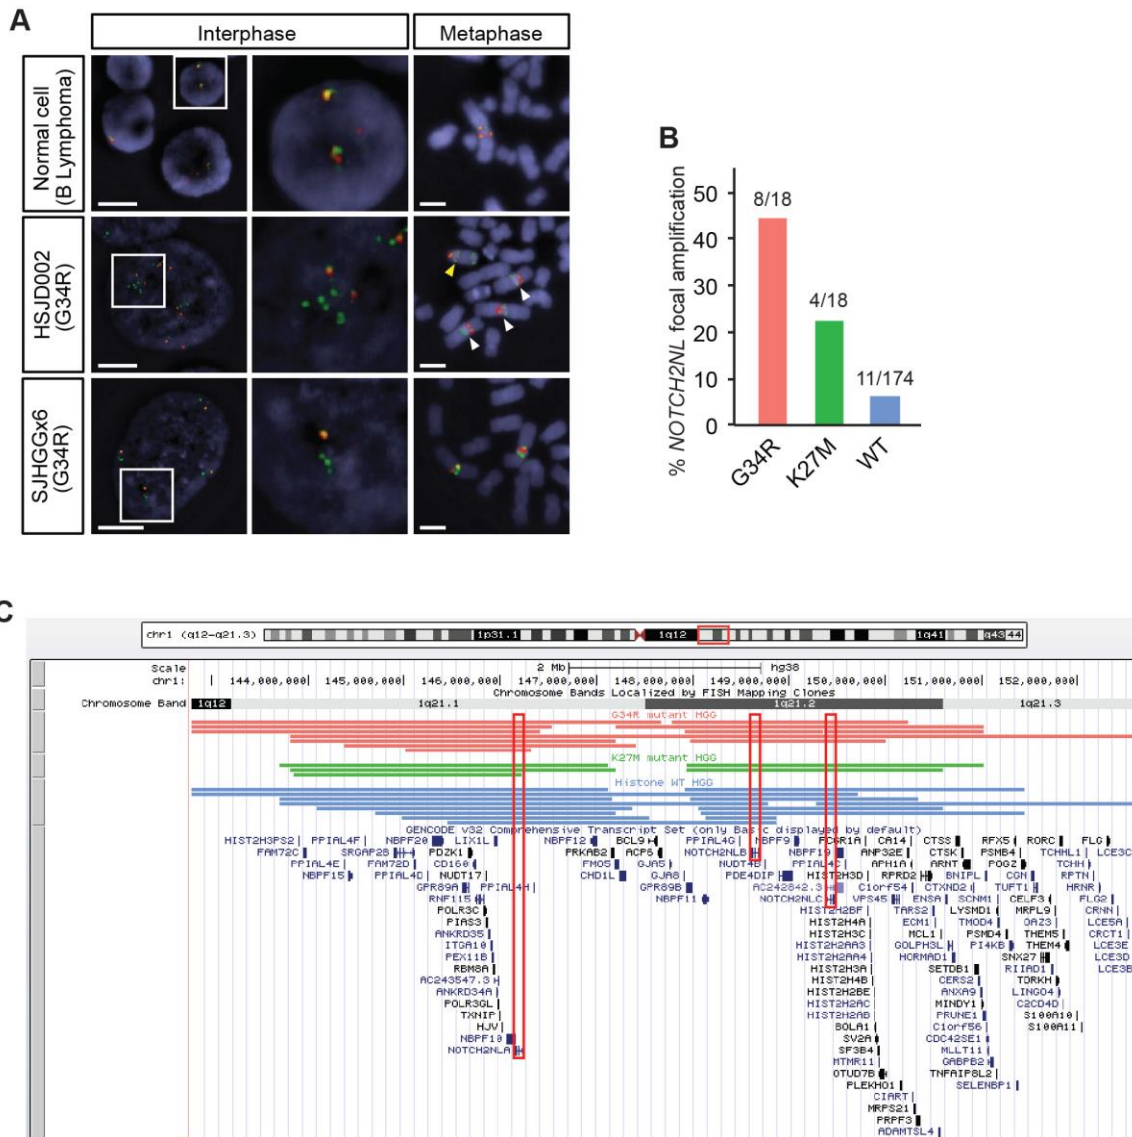 A
Interphase
Metaphase
Normal cell
(B Lymphoma)
HSJD002
(G34R)
SJHGGx6
(G34R)
B
% NOTCH2NL focal amplification
50
40
30
20
10
0
8/18
4/18
11/174
G34R
K27M
WT
C
chr1 (q12-q21.3)
1p31.1
1q12
1q41
q43
44
Scale
2 Mb
hg38
chr1:
144,000,000
145,000,000
146,000,000
147,000,000
148,000,000
149,000,000
150,000,000
151,000,000
152,000,000
Chromosome Bands Localized by FISH Mapping Clones
Chromosome Band
1q12
1q21.1
1q21.2
1q21.3
G34R mutant HGG
K27M mutant HGG
Histone WT HGG
GENCODE v32 Comprehensive Transcript Set (only Basic displayed by default)
HIST2H3PS2 PPIAL4F NBPF20 LIX1L NBPF12 BCL9 PPIAL4G NBPF9 FCGR1A CA14 CTSS RFX5 RORC FLG
FAM72C SRGAP2B PDZK1 PRKAB2 ACP6 NOTCH2NLB NBPF19 ANP32E CTSK PSMB4 TCHHL1 LCE3C
PPIAL4E FAM72D CD160 FMO5 GJA5 NUDT4B PPIAL4C APH1A ARNT POGZ TCHH
NBPF15 PPIAL4D NUDT17 CHD1L GJA8 PDE4DIP HIST2H3D RPRD2 BNIPL CGN RPTN
GPR89A PPIAL4H GPR89B AC242842.3 C1orf54 CTXND2 TUFT1 HRNR
RNF115 NBPF11 NOTCH2NLC VPS45 ENSA SCNM1 CELF3 FLG2
POLR3C HIST2H2BF TARS2 LYSMD1 MRPL9 CRNN
PIAS3 HIST2H4A ECM1 TMOD4 OAZ3 LCE5A
ANKRD35 HIST2H3C MCL1 PSMD4 THEM5 CRCT1
ITGA10 HIST2H2AA3 GOLPH3L PI4KB THEM4 LCE3E
PEX11B HIST2H2AA4 HORMAD1 SNX27 LCE3D
RBM8A HIST2H3A SETDB1 RIIAD1 LCE3B
AC243547.3 HIST2H4B CERS2 TDRKH
ANKRD34A HIST2H2BE ANXA9 LINGO4
POLR3GL HIST2H2AC MINDY1 C2CD4D
TXNIP HIST2H2AB PRUNE1 S100A10
HJV BOLA1 C1orf56 S100A11
NBPF10 SV2A CDC42SE1
NOTCH2NLA SF3B4 MLLT11
MTMR11 GABPB2
OTUD7B TNFAIP8L2
PLEKHO1 SELENBP1
CIART
MRPS21
PRPF3
ADAMTSL4